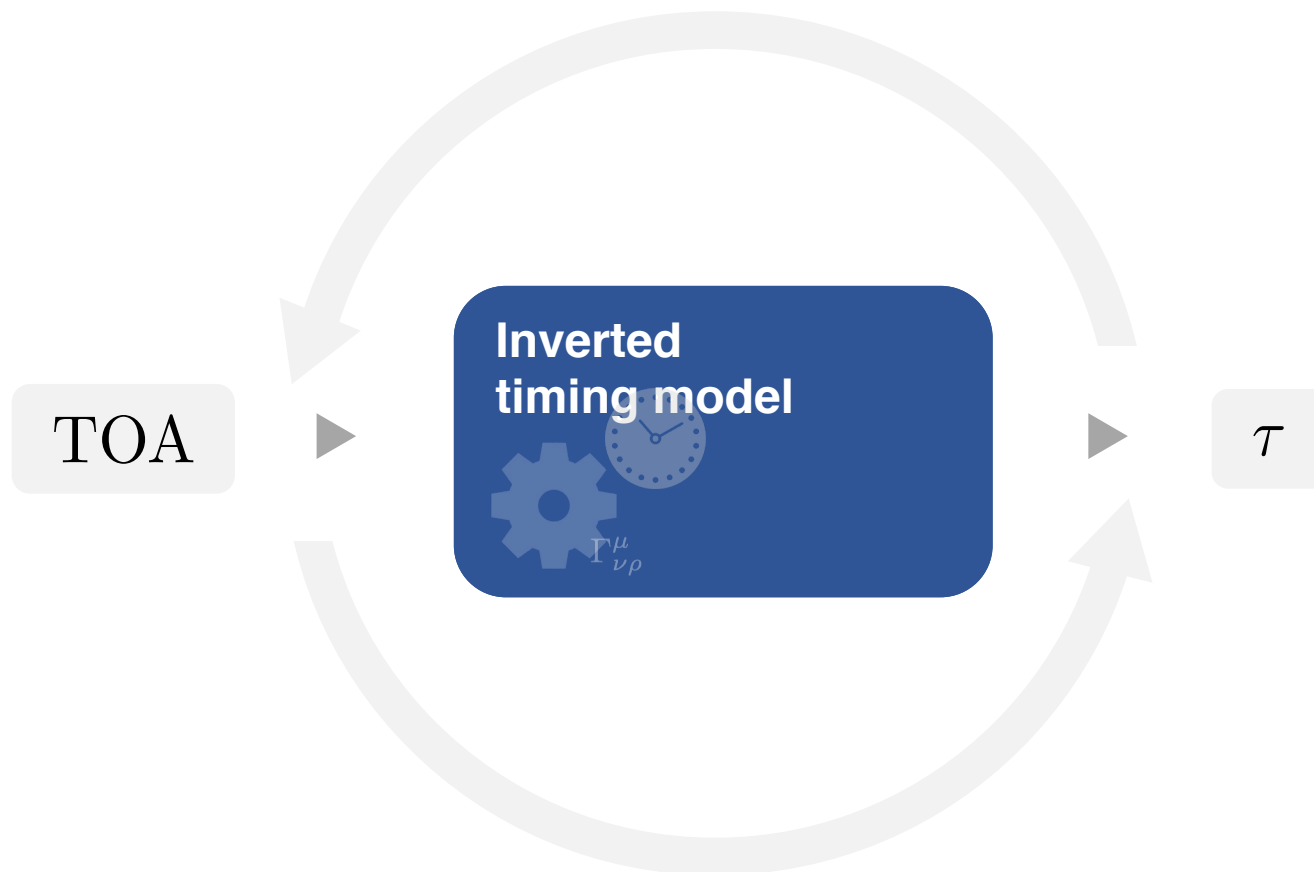 Inverted
timing model
TOA
τ
Γ^μ_νρ